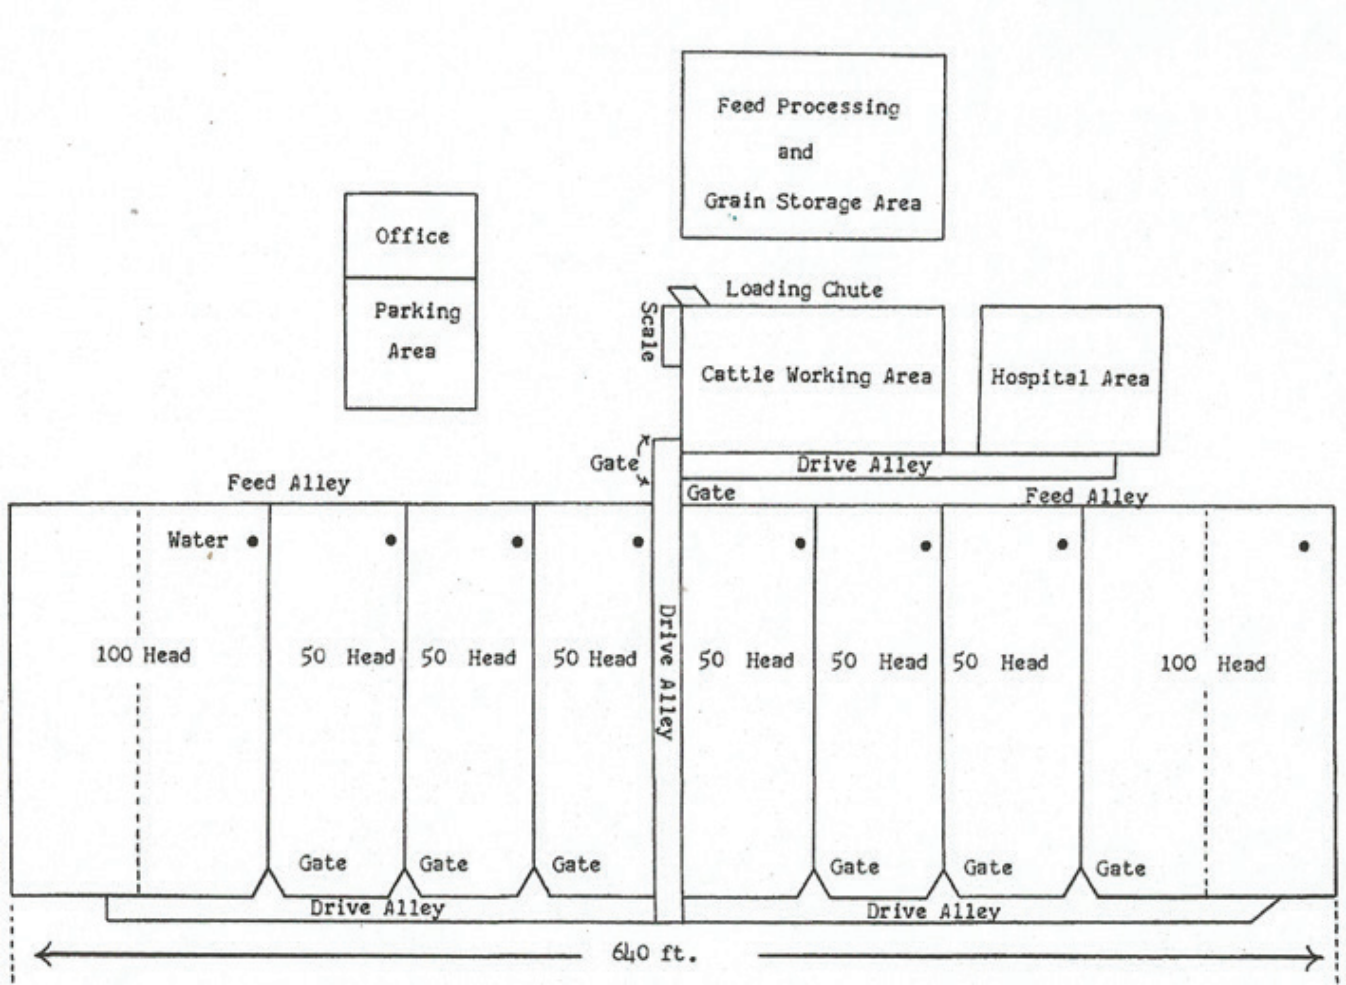 Feed Processing
and
Grain Storage Area
Office
Parking
Area
Loading Chute
Scale
Cattle Working Area
Hospital Area
Gate
Drive Alley
Feed Alley
Gate
Feed Alley
Water
Drive Alley
100 Head
50 Head
50 Head
50 Head
50 Head
50 Head
50 Head
100 Head
Gate
Gate
Gate
Gate
Gate
Gate
Drive Alley
Drive Alley
640 ft.